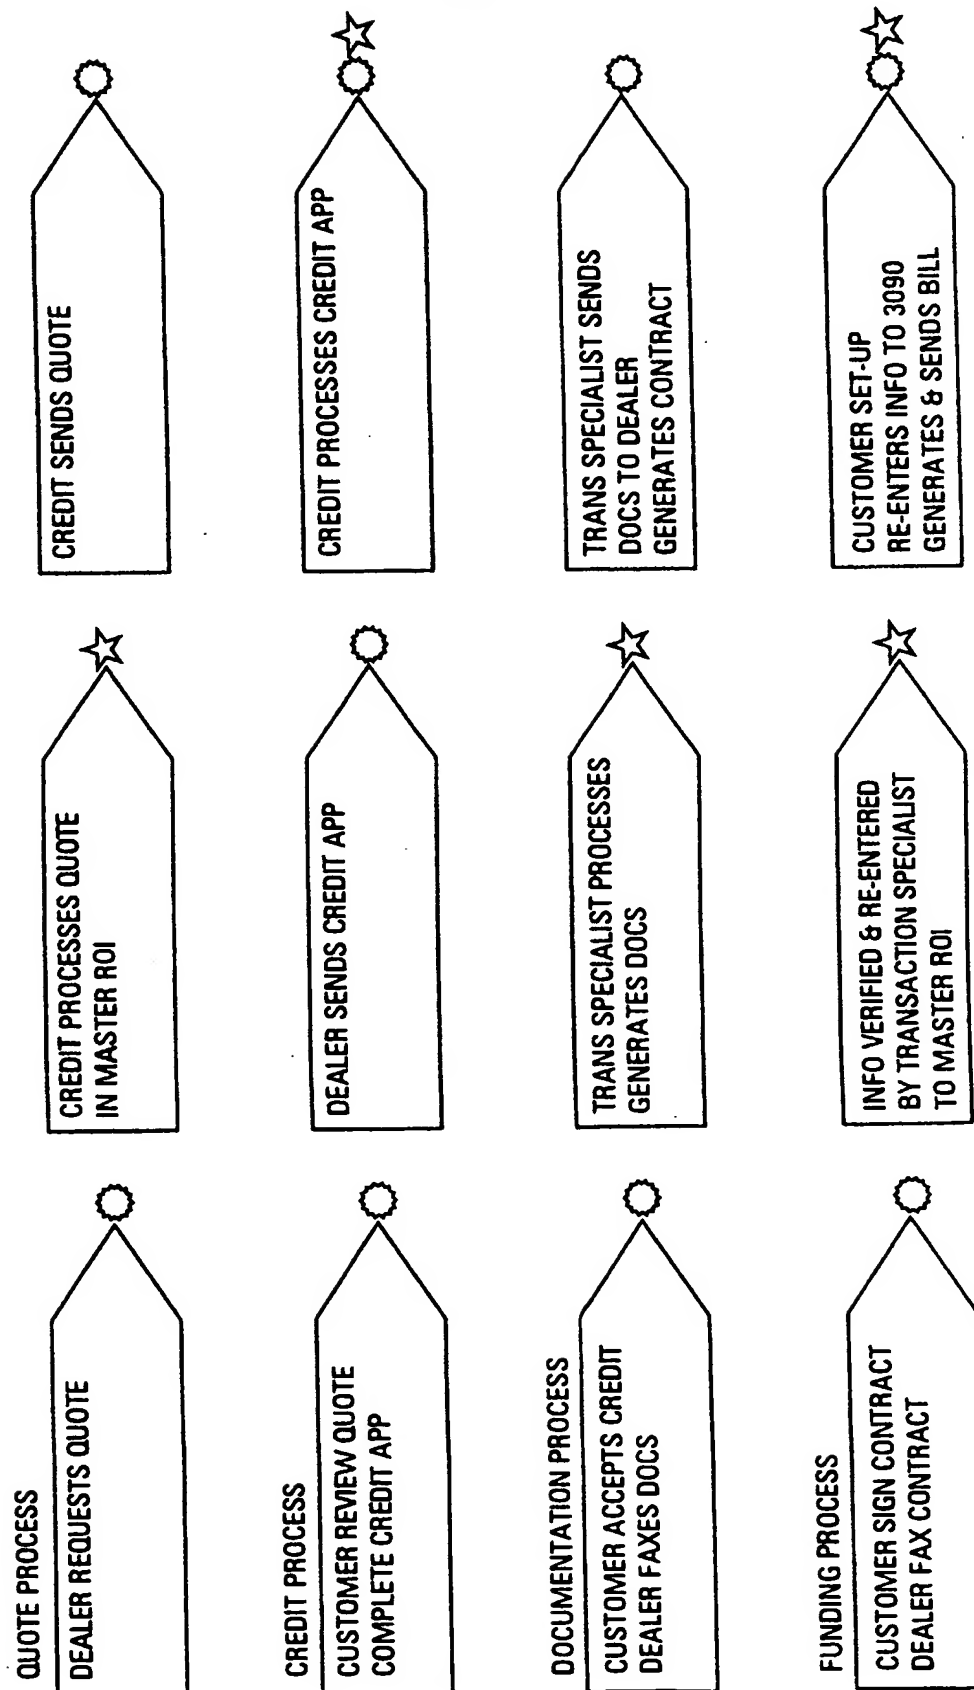 QUOTE PROCESS
DEALER REQUESTS QUOTE
CREDIT PROCESSES QUOTE
IN MASTER ROI
CREDIT SENDS QUOTE
CREDIT PROCESS
CUSTOMER REVIEW QUOTE
COMPLETE CREDIT APP
DEALER SENDS CREDIT APP
CREDIT PROCESSES CREDIT APP
DOCUMENTATION PROCESS
CUSTOMER ACCEPTS CREDIT
DEALER FAXES DOCS
TRANS SPECIALIST PROCESSES
GENERATES DOCS
TRANS SPECIALIST SENDS
DOCS TO DEALER
GENERATES CONTRACT
FUNDING PROCESS
CUSTOMER SIGN CONTRACT
DEALER FAX CONTRACT
INFO VERIFIED & RE-ENTERED
BY TRANSACTION SPECIALIST
TO MASTER ROI
CUSTOMER SET-UP
RE-ENTERS INFO TO 3090
GENERATES & SENDS BILL